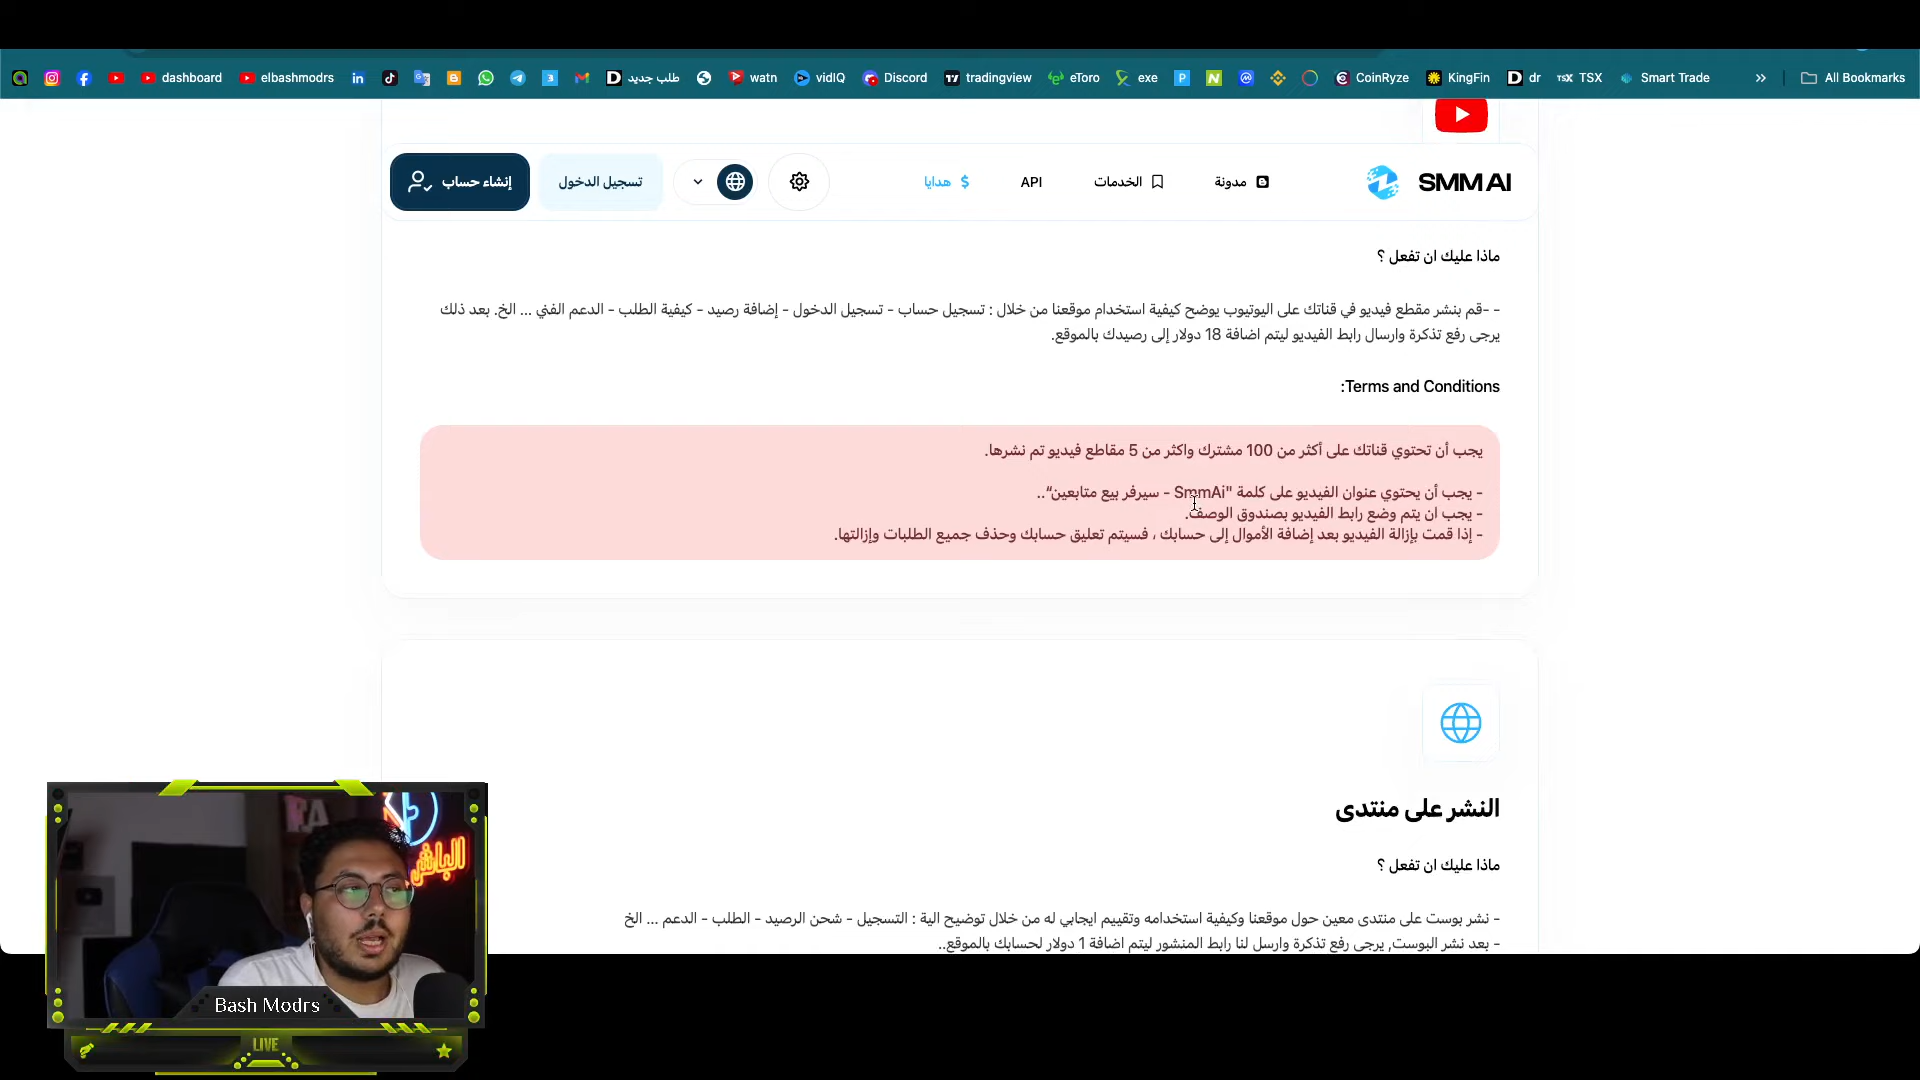 dashboard elbashmodrs طلب جديد watn vidIQ Discord tradingview eToro exe CoinRyze KingFin dr TSX Smart Trade » All Bookmarks
SMM AI مدونة الخدمات API هدايا تسجيل الدخول إنشاء حساب
ماذا عليك ان تفعل ؟
- -قم بنشر مقطع فيديو في قناتك على اليوتيوب يوضح كيفية استخدام موقعنا من خلال : تسجيل حساب - تسجيل الدخول - إضافة رصيد - كيفية الطلب - الدعم الفني ... الخ. بعد ذلك
يرجى رفع تذكرة وارسال رابط الفيديو ليتم اضافة 18 دولار إلى رصيدك بالموقع.
Terms and Conditions:
يجب أن تحتوي قناتك على أكثر من 100 مشترك واكثر من 5 مقاطع فيديو تم نشرها.
- يجب أن يحتوي عنوان الفيديو على كلمة "SmmAi - سيرفر بيع متابعين“..
- يجب ان يتم وضع رابط الفيديو بصندوق الوصف.
- إذا قمت بإزالة الفيديو بعد إضافة الأموال إلى حسابك ، فسيتم تعليق حسابك وحذف جميع الطلبات وإزالتها.
النشر على منتدى
ماذا عليك ان تفعل ؟
- نشر بوست على منتدى معين حول موقعنا وكيفية استخدامه وتقييم ايجابي له من خلال توضيح الية : التسجيل - شحن الرصيد - الطلب - الدعم ... الخ
- بعد نشر البوست, يرجى رفع تذكرة وارسل لنا رابط المنشور ليتم اضافة 1 دولار لحسابك بالموقع..
الباش
Bash Modrs
LIVE